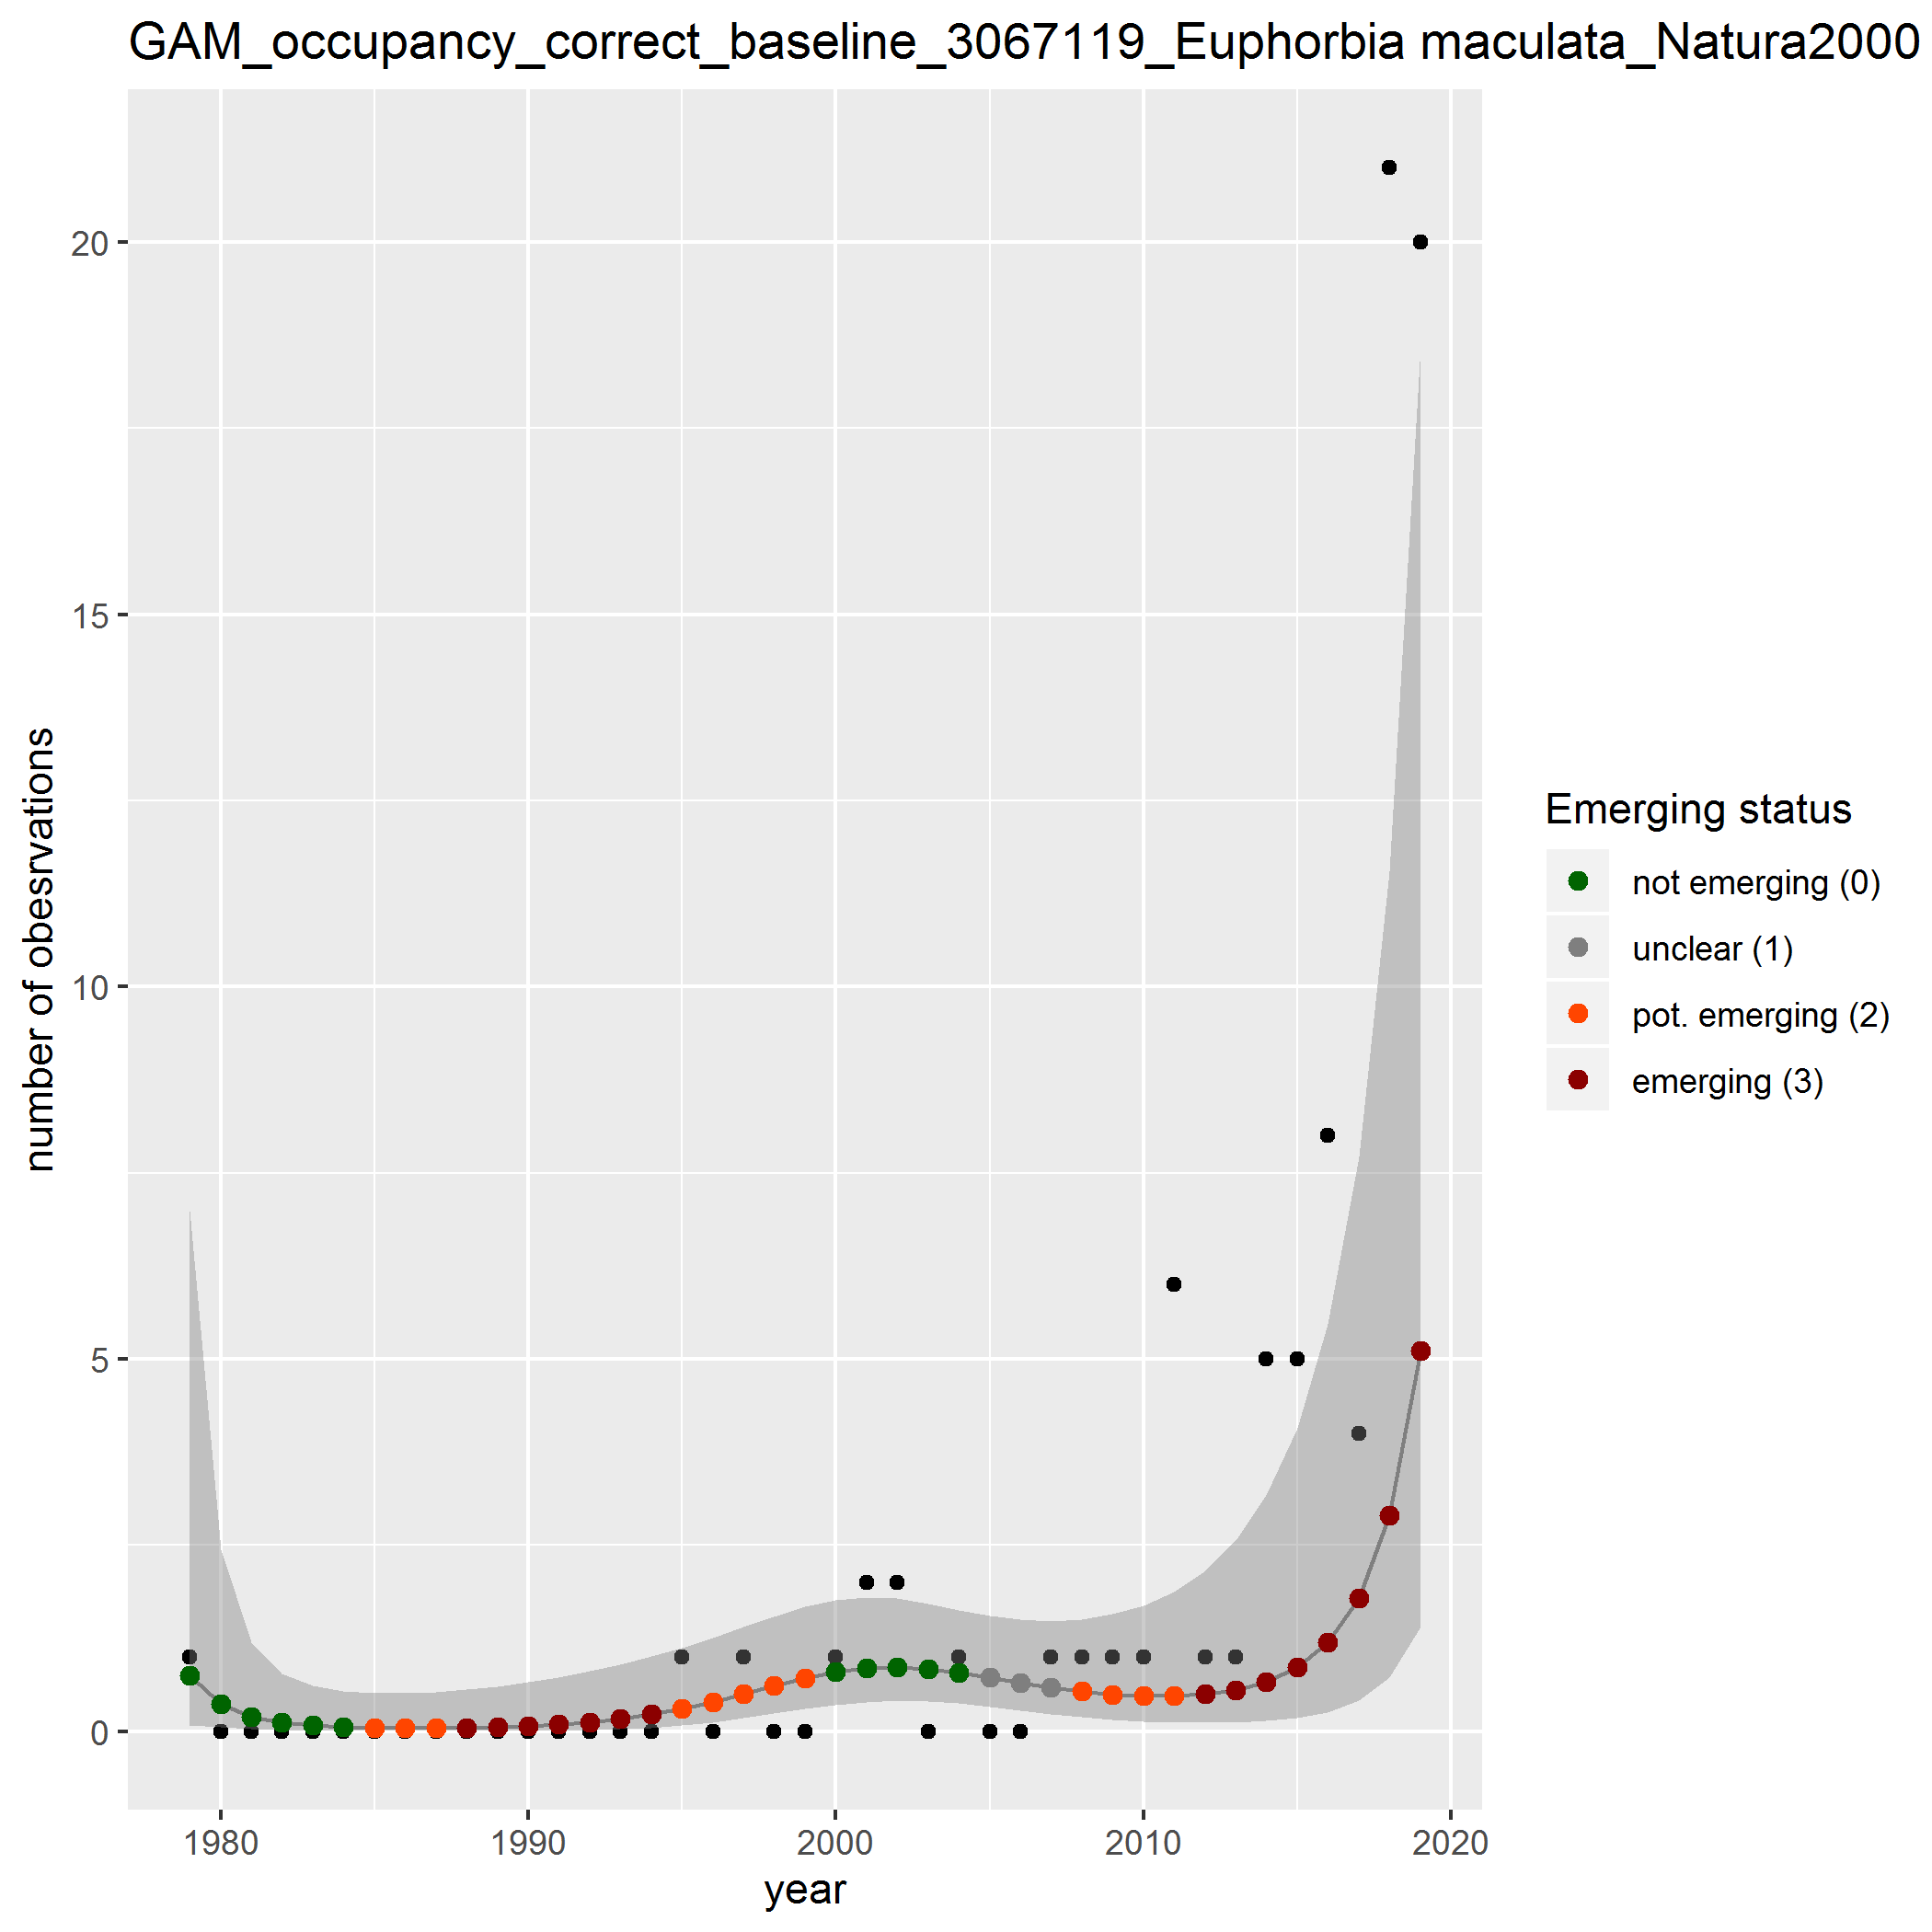 GAM_occupancy_correct_baseline_3067119_Euphorbia maculata_Natura2000
20
15
10
5
0
number of obesrvations
1980
1990
2000
2010
2020
year
Emerging status
not emerging (0)
unclear (1)
pot. emerging (2)
emerging (3)